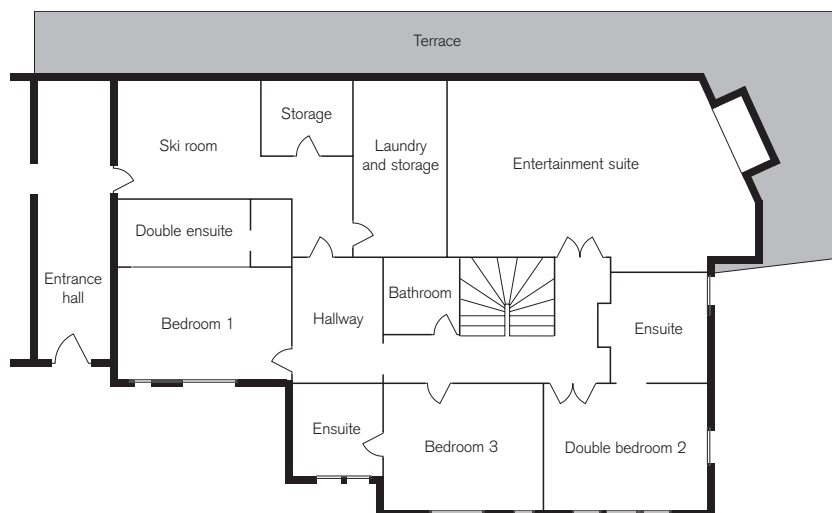 Terrace
Storage
Ski room
Laundry
and storage
Entertainment suite
Double ensuite
Entrance
hall
Bathroom
Hallway
Bedroom 1
Ensuite
Ensuite
Bedroom 3
Double bedroom 2